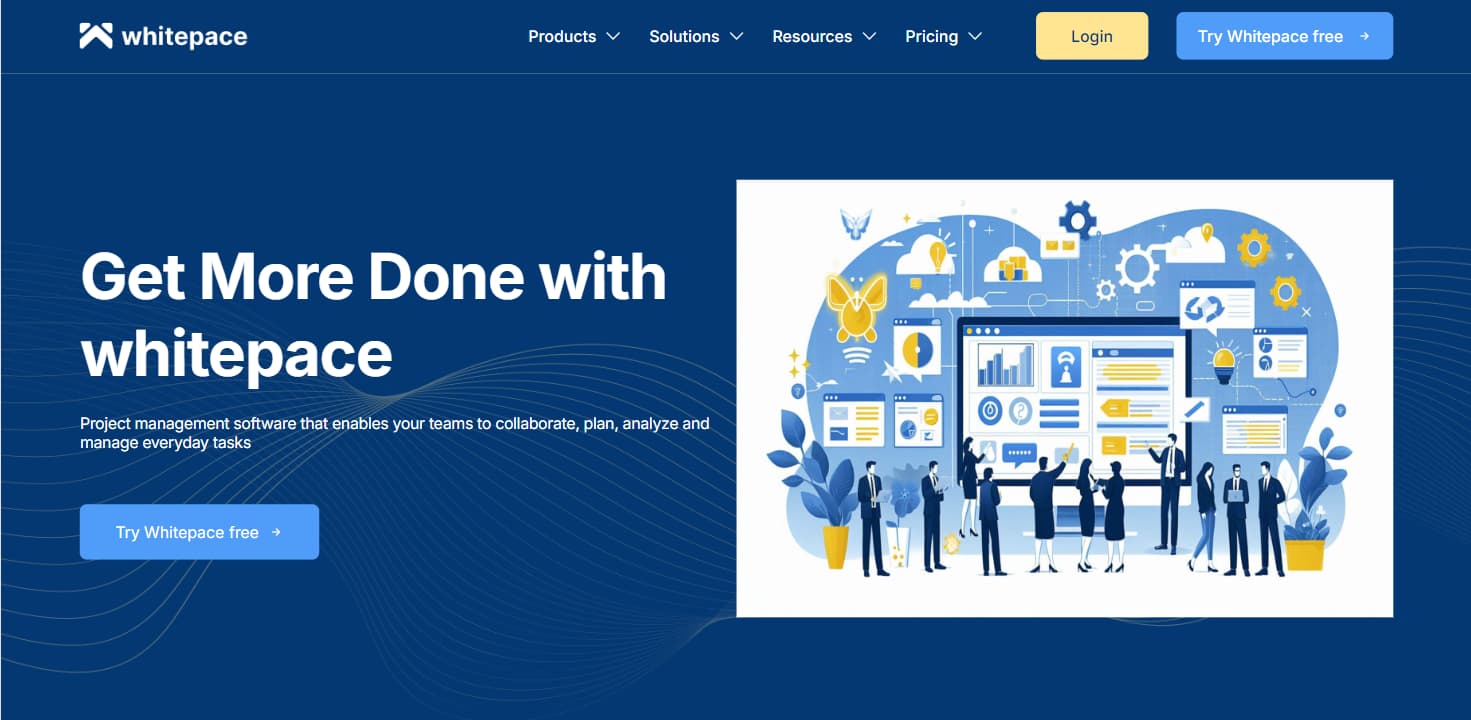 whitepace
Products
Solutions
Resources
Pricing
Login
Try Whitepace free
Get More Done with
whitepace
Project management software that enables your teams to collaborate, plan, analyze and
manage everyday tasks
Try Whitepace free